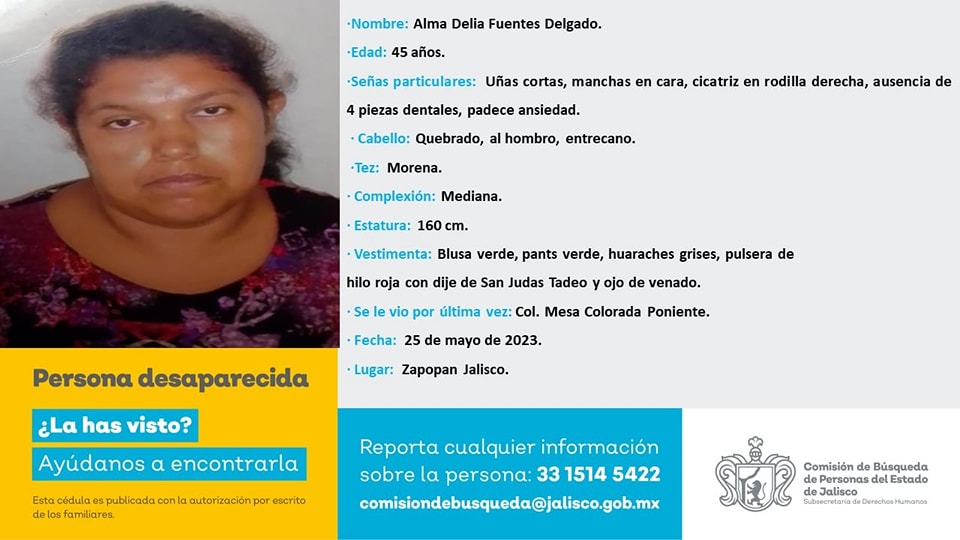 ·Nombre: Alma Delia Fuentes Delgado.
·Edad: 45 años.
·Señas particulares: Uñas cortas, manchas en cara, cicatriz en rodilla derecha, ausencia de
4 piezas dentales, padece ansiedad.
· Cabello: Quebrado, al hombro, entrecano.
·Tez: Morena.
· Complexión: Mediana.
· Estatura: 160 cm.
· Vestimenta: Blusa verde, pants verde, huaraches grises, pulsera de
hilo roja con dije de San Judas Tadeo y ojo de venado.
· Se le vio por última vez: Col. Mesa Colorada Poniente.
· Fecha: 25 de mayo de 2023.
· Lugar: Zapopan Jalisco.
Persona desaparecida
¿La has visto?
Ayúdanos a encontrarla
Esta cédula es publicada con la autorización por escrito
de los familiares.
Reporta cualquier información
sobre la persona: 33 1514 5422
comisiondebusqueda@jalisco.gob.mx
Comisión de Búsqueda
de Personas del Estado
de Jalisco
Subsecretaría de Derechos Humanos